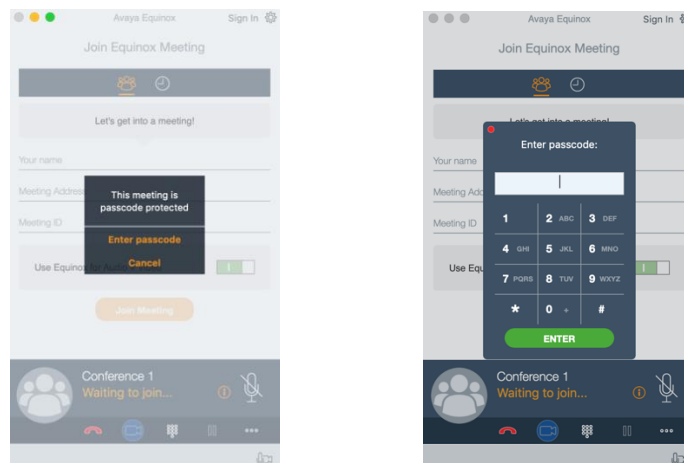 Avaya Equinox Sign In
Join Equinox Meeting
Let's get into a meeting!
Your name
Meeting Address
This meeting is
passcode protected
Meeting ID
Enter passcode
Use Equinox for
Cancel
Join Meeting
Conference 1
Waiting to join...
Avaya Equinox Sign In
Join Equinox Meeting
Let's get into a meeting!
Enter passcode:
Your name
Meeting Add
Meeting ID
Use Equ
1 2 ABC 3 DEF
4 GHI 5 JKL 6 MNO
7 PQRS 8 TUV 9 WXYZ
* 0 + #
ENTER
Conference 1
Waiting to join...